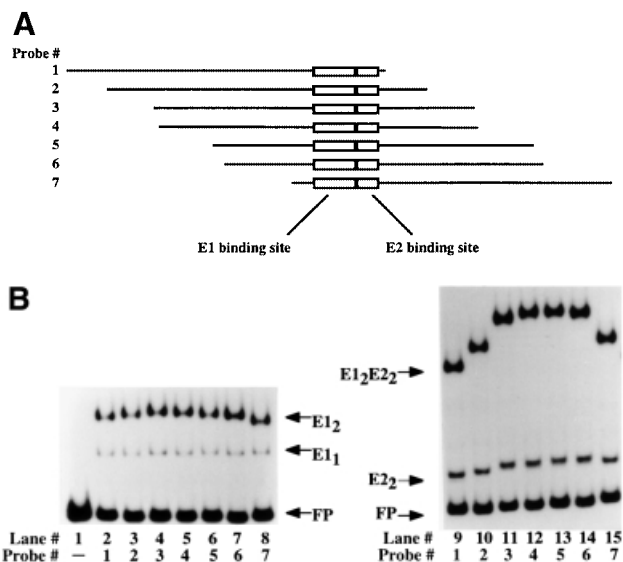 A
Probe #
1
2
3
4
5
6
7
E1 binding site
E2 binding site
B
E1₂
E1₁
FP
Lane # 1 2 3 4 5 6 7 8
Probe # – 1 2 3 4 5 6 7
E1₂E2₂
E2₂
FP
9 10 11 12 13 14 15 Lane #
1 2 3 4 5 6 7 Probe #